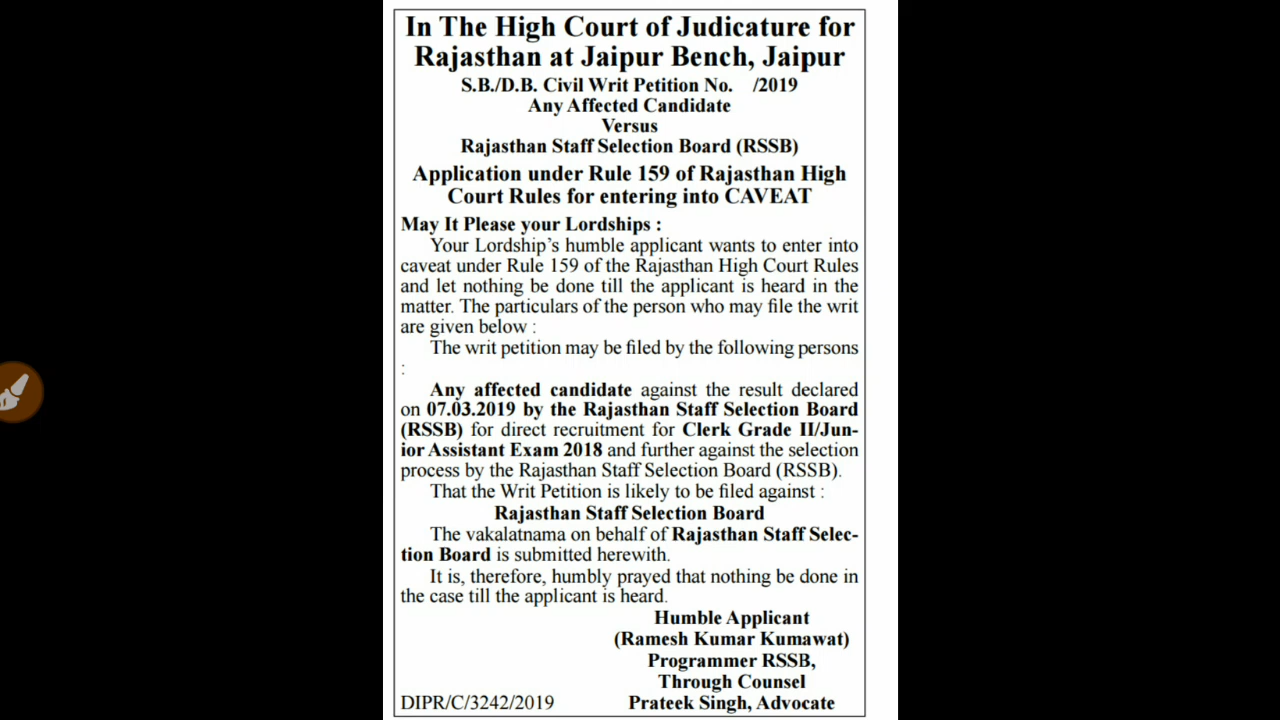 In The High Court of Judicature for
Rajasthan at Jaipur Bench, Jaipur
S.B./D.B. Civil Writ Petition No. /2019
Any Affected Candidate
Versus
Rajasthan Staff Selection Board (RSSB)
Application under Rule 159 of Rajasthan High
Court Rules for entering into CAVEAT
May It Please your Lordships :
Your Lordship's humble applicant wants to enter into
caveat under Rule 159 of the Rajasthan High Court Rules
and let nothing be done till the applicant is heard in the
matter. The particulars of the person who may file the writ
are given below :
The writ petition may be filed by the following persons
:
Any affected candidate against the result declared
on 07.03.2019 by the Rajasthan Staff Selection Board
(RSSB) for direct recruitment for Clerk Grade II/Jun-
ior Assistant Exam 2018 and further against the selection
process by the Rajasthan Staff Selection Board (RSSB).
That the Writ Petition is likely to be filed against :
Rajasthan Staff Selection Board
The vakalatnama on behalf of Rajasthan Staff Selec-
tion Board is submitted herewith.
It is, therefore, humbly prayed that nothing be done in
the case till the applicant is heard.
Humble Applicant
(Ramesh Kumar Kumawat)
Programmer RSSB,
Through Counsel
DIPR/C/3242/2019 Prateek Singh, Advocate